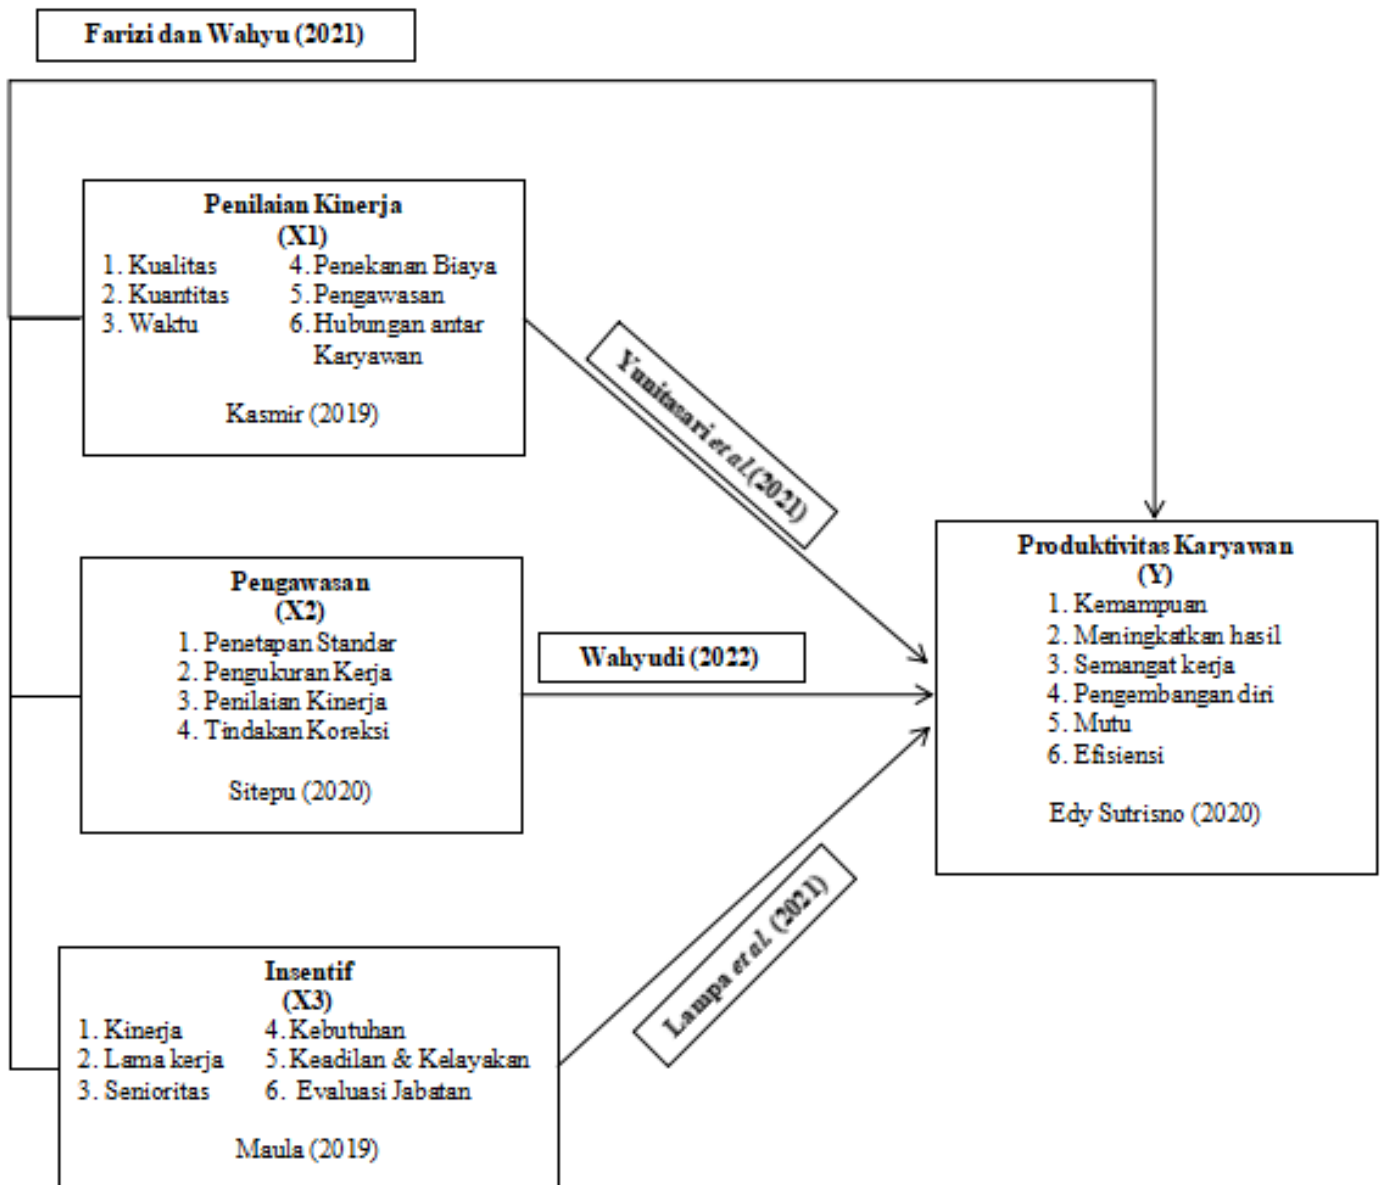 Farizi dan Wahyu (2021)
Penilaian Kinerja
(X1)
1. Kualitas
2. Kuantitas
3. Waktu
4. Penekanan Biaya
5. Pengawasan
6. Hubungan antar
Karyawan
Kasmir (2019)
Yunitasari et al.(2021)
Pengawasan
(X2)
1. Penetapan Standar
2. Pengukuran Kerja
3. Penilaian Kinerja
4. Tindakan Koreksi
Sitepu (2020)
Wahyudi (2022)
Produktivitas Karyawan
(Y)
1. Kemampuan
2. Meningkatkan hasil
3. Semangat kerja
4. Pengembangan diri
5. Mutu
6. Efisiensi
Edy Sutrisno (2020)
Insentif
(X3)
1. Kinerja
2. Lama kerja
3. Senioritas
4. Kebutuhan
5. Keadilan & Kelayakan
6. Evaluasi Jabatan
Maula (2019)
Lampa et al. (2021)